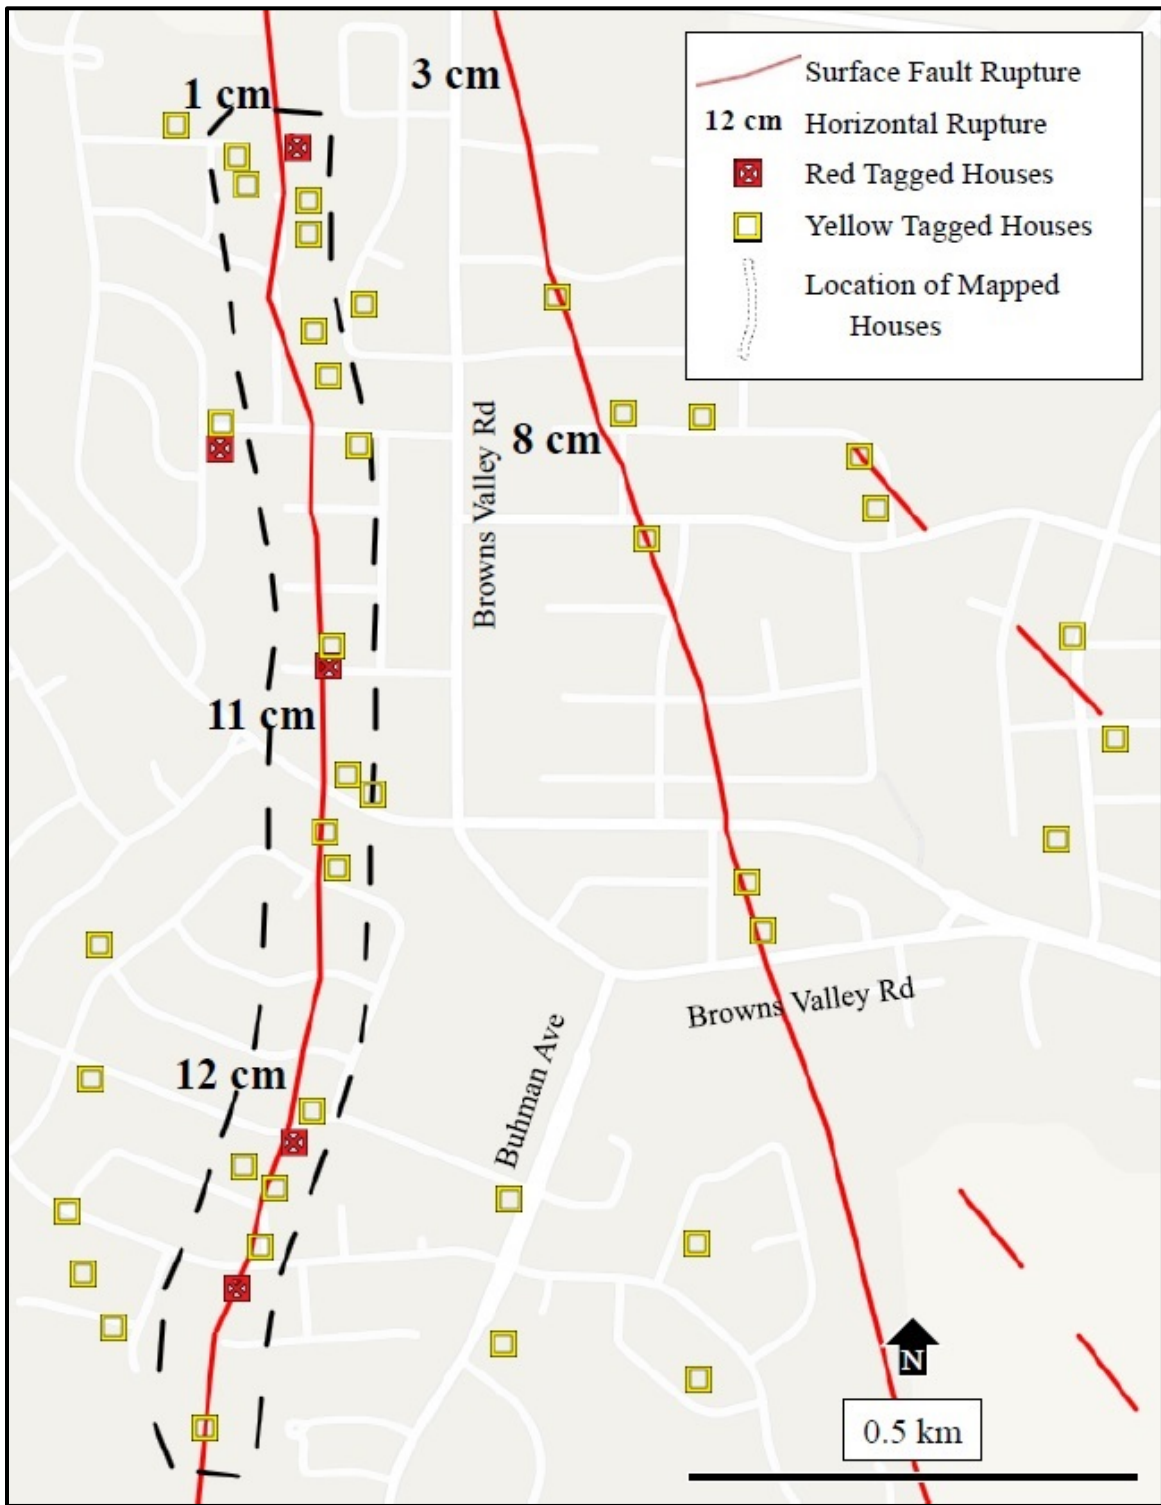 1 cm
3 cm
Surface Fault Rupture
12 cm Horizontal Rupture
Red Tagged Houses
Yellow Tagged Houses
Location of Mapped
Houses
8 cm
Browns Valley Rd
11 cm
Browns Valley Rd
12 cm
Buhman Ave
N
0.5 km